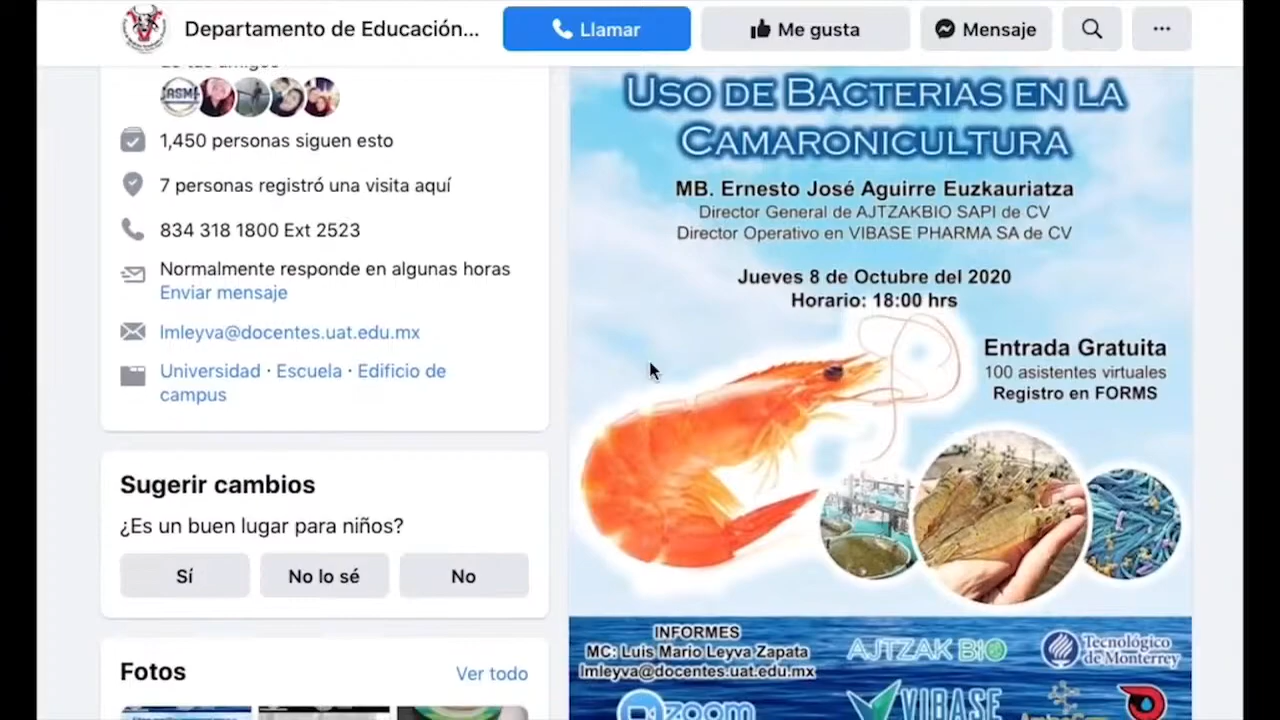 Departamento de Educación...
Llamar
Me gusta
Mensaje
...
ASM
1,450 personas siguen esto
7 personas registró una visita aquí
834 318 1800 Ext 2523
Normalmente responde en algunas horas
Enviar mensaje
lmleyva@docentes.uat.edu.mx
Universidad · Escuela · Edificio de
campus
Sugerir cambios
¿Es un buen lugar para niños?
Sí
No lo sé
No
Fotos
Ver todo
USO DE BACTERIAS EN LA
CAMARONICULTURA
MB. Ernesto José Aguirre Euzkauriatza
Director General de AJTZAKBIO SAPI de CV
Director Operativo en VIBASE PHARMA SA de CV
Jueves 8 de Octubre del 2020
Horario: 18:00 hrs
Entrada Gratuita
100 asistentes virtuales
Registro en FORMS
INFORMES
MC: Luis Mario Leyva Zapata
lmleyva@docentes.uat.edu.mx
AJTZAK BIO
Tecnológico
de Monterrey
zoom
VIBASE